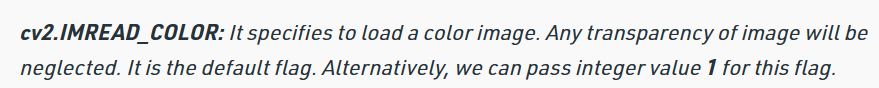 cv2.IMREAD_COLOR: It specifies to load a color image. Any transparency of image will be
neglected. It is the default flag. Alternatively, we can pass integer value 1 for this flag.